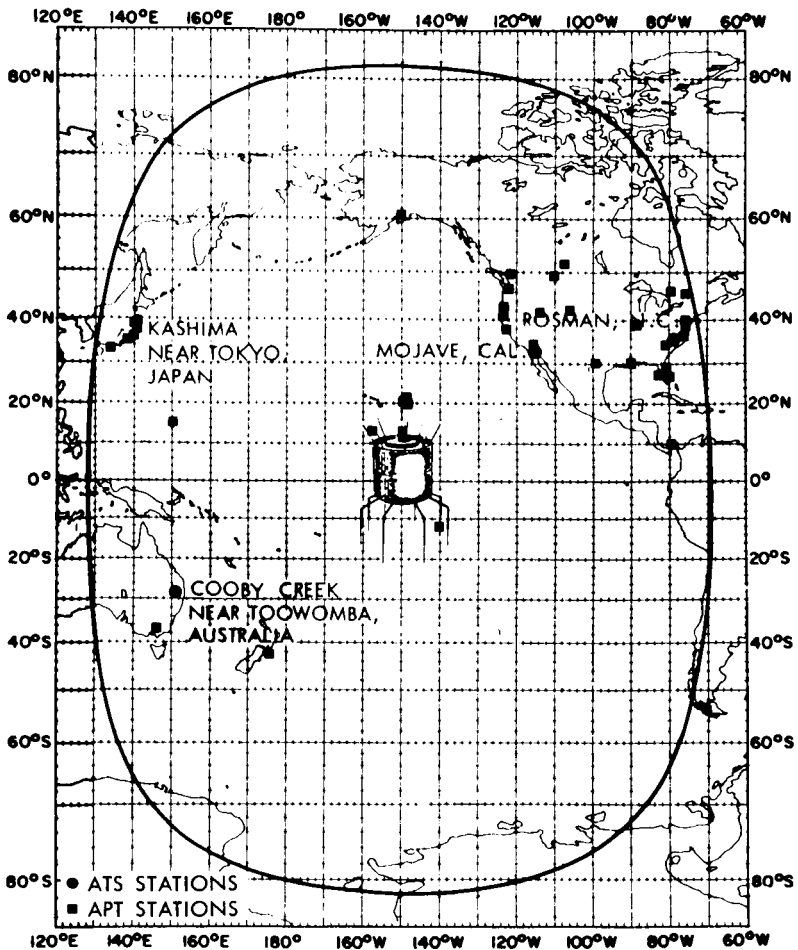 120°E 140°E 160°E 180° 160°W 140°W 120°W 100°W 80°W 60°W
80°N 80°N
60°N 60°N
40°N 40°N
KASHIMA
NEAR TOKYO,
JAPAN
MOJAVE, CAL
ROSMAN, N.C.
20°N 20°N
0° 0°
20°S 20°S
COOBY CREEK
NEAR TOOWOMBA,
AUSTRALIA
40°S 40°S
60°S 60°S
80°S 80°S
ATS STATIONS
APT STATIONS
120°E 140°E 160°E 180° 160°W 140°W 120°W 100°W 80°W 60°W